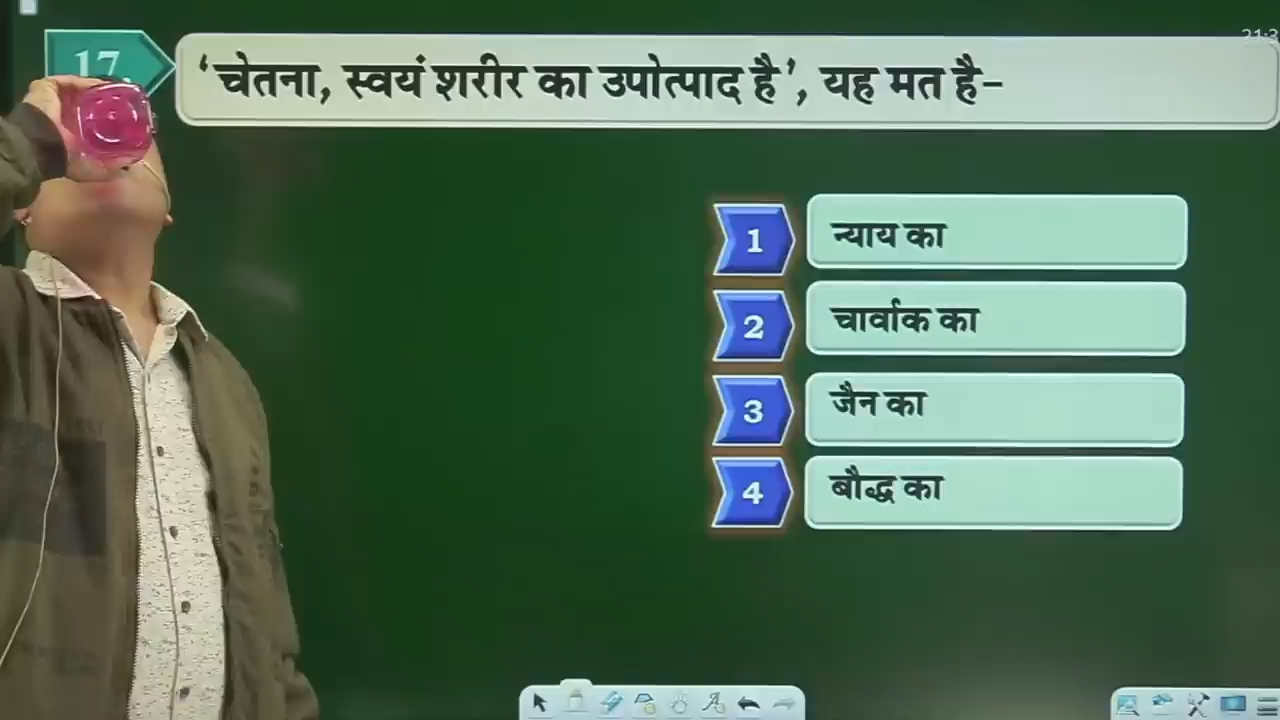 17.
‘चेतना, स्वयं शरीर का उपोत्पाद है’, यह मत है–
1 न्याय का
2 चार्वाक का
3 जैन का
4 बौद्ध का